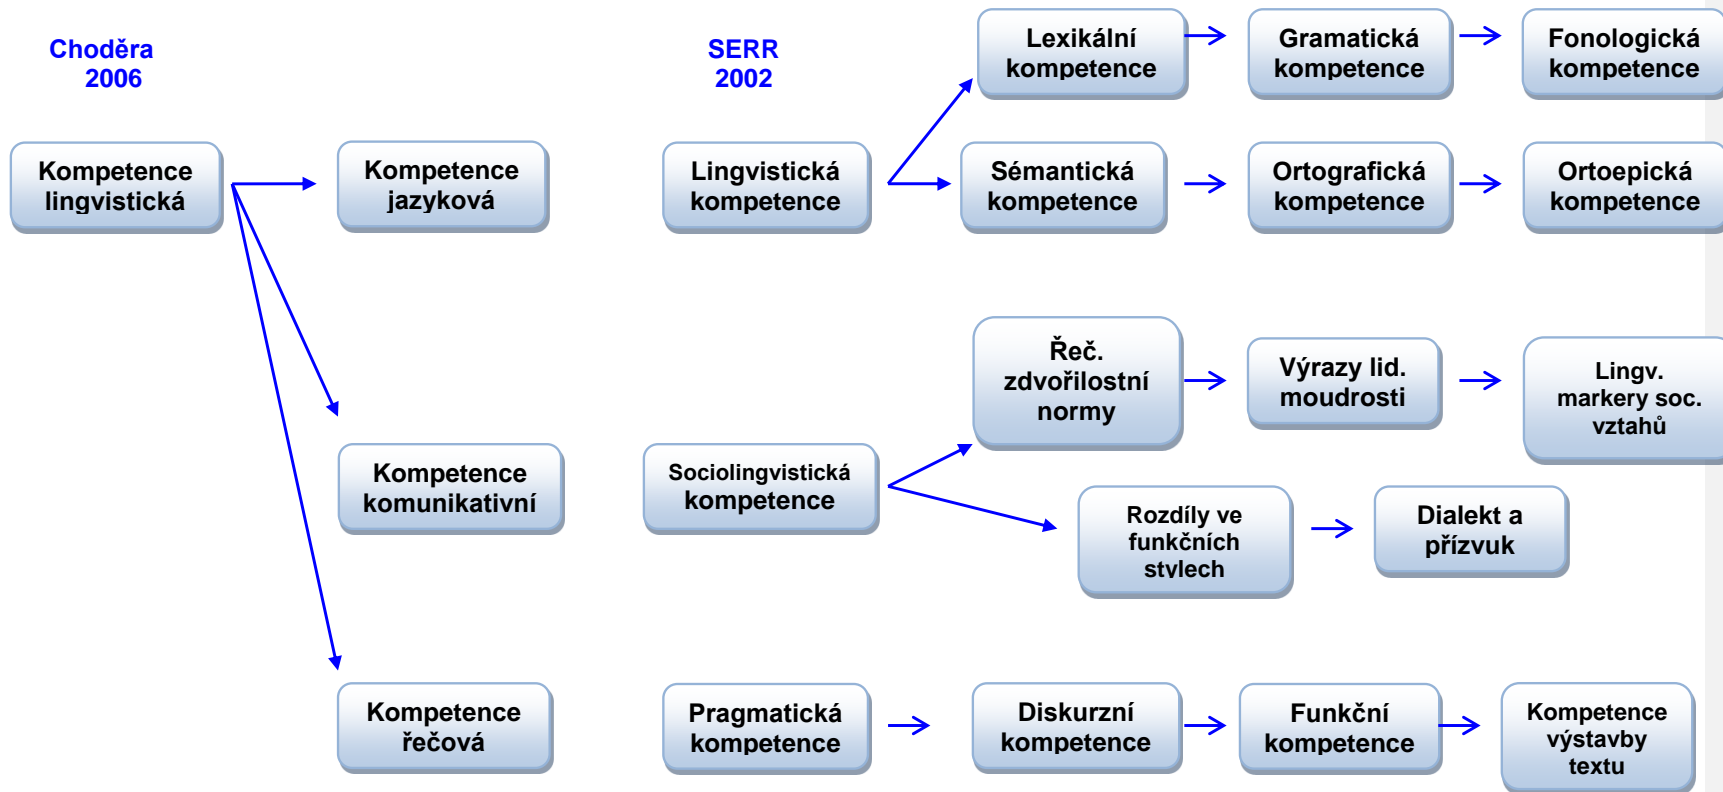 Choděra
2006
SERR
2002
Lexikální
kompetence
Gramatická
kompetence
Fonologická
kompetence
Kompetence
lingvistická
Kompetence
jazyková
Lingvistická
kompetence
Sémantická
kompetence
Ortografická
kompetence
Ortoepická
kompetence
Řeč.
zdvořilostní
normy
Výrazy lid.
moudrosti
Lingv.
markery soc.
vztahů
Kompetence
komunikativní
Sociolingvistická
kompetence
Rozdíly ve
funkčních
stylech
Dialekt a
přízvuk
Kompetence
řečová
Pragmatická
kompetence
Diskurzní
kompetence
Funkční
kompetence
Kompetence
výstavby
textu